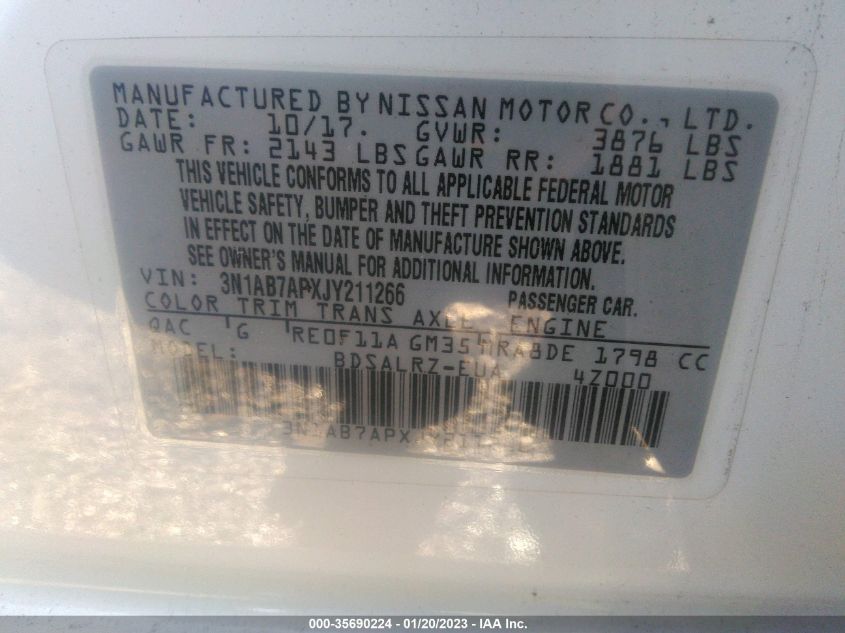 MANUFACTURED BY NISSAN MOTOR CO., LTD.
DATE: 10/17. GVWR: 3876 LBS
GAWR FR: 2143 LBS GAWR RR: 1881 LBS
THIS VEHICLE CONFORMS TO ALL APPLICABLE FEDERAL MOTOR
VEHICLE SAFETY, BUMPER AND THEFT PREVENTION STANDARDS
IN EFFECT ON THE DATE OF MANUFACTURE SHOWN ABOVE.
SEE OWNER'S MANUAL FOR ADDITIONAL INFORMATION.
VIN: 3N1AB7APXJY211266 PASSENGER CAR.
COLOR TRIM TRANS AXLE ENGINE
QAC G RE0F11A GM354 MRA8DE 1798 CC
MODEL: BDSALRZ-EUA 4Z000
000-35690224 - 01/20/2023 - IAA Inc.